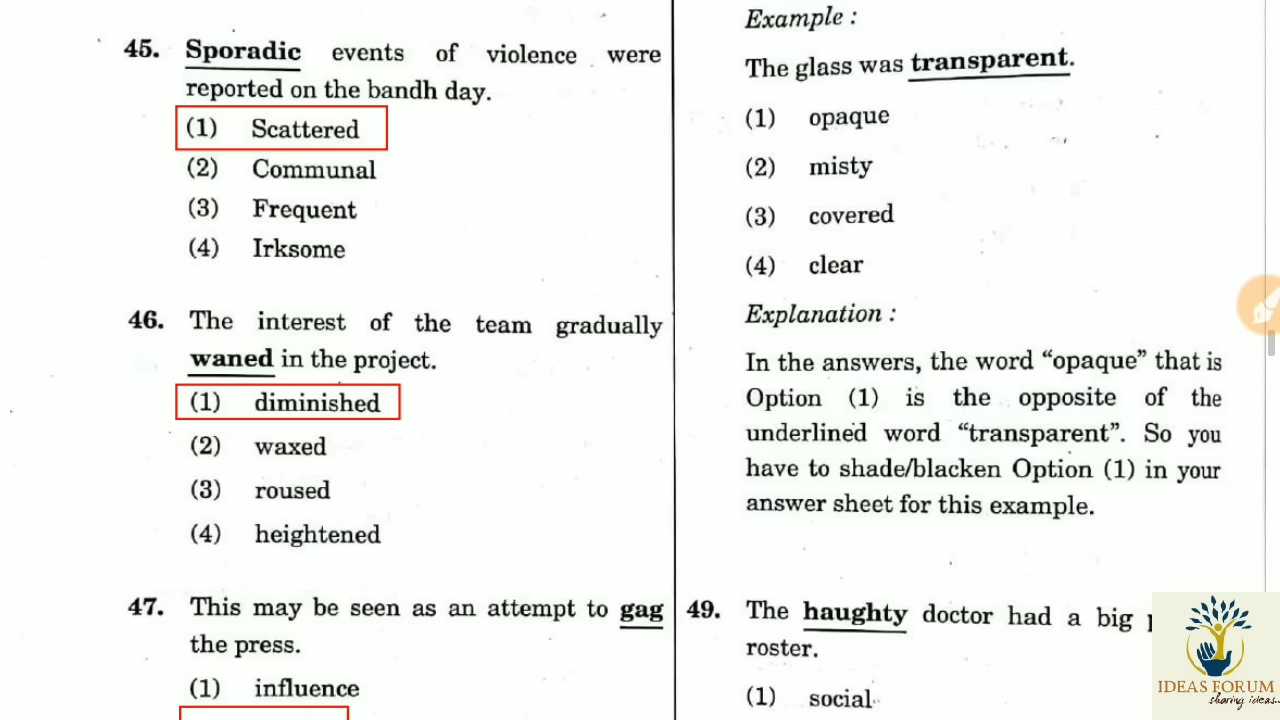 45. Sporadic events of violence were
reported on the bandh day.
(1) Scattered
(2) Communal
(3) Frequent
(4) Irksome
46. The interest of the team gradually
waned in the project.
(1) diminished
(2) waxed
(3) roused
(4) heightened
47. This may be seen as an attempt to gag
the press.
(1) influence
Example :
The glass was transparent.
(1) opaque
(2) misty
(3) covered
(4) clear
Explanation :
In the answers, the word “opaque” that is
Option (1) is the opposite of the
underlined word “transparent”. So you
have to shade/blacken Option (1) in your
answer sheet for this example.
49. The haughty doctor had a big
roster.
(1) social
IDEAS FORUM
sharing ideas...